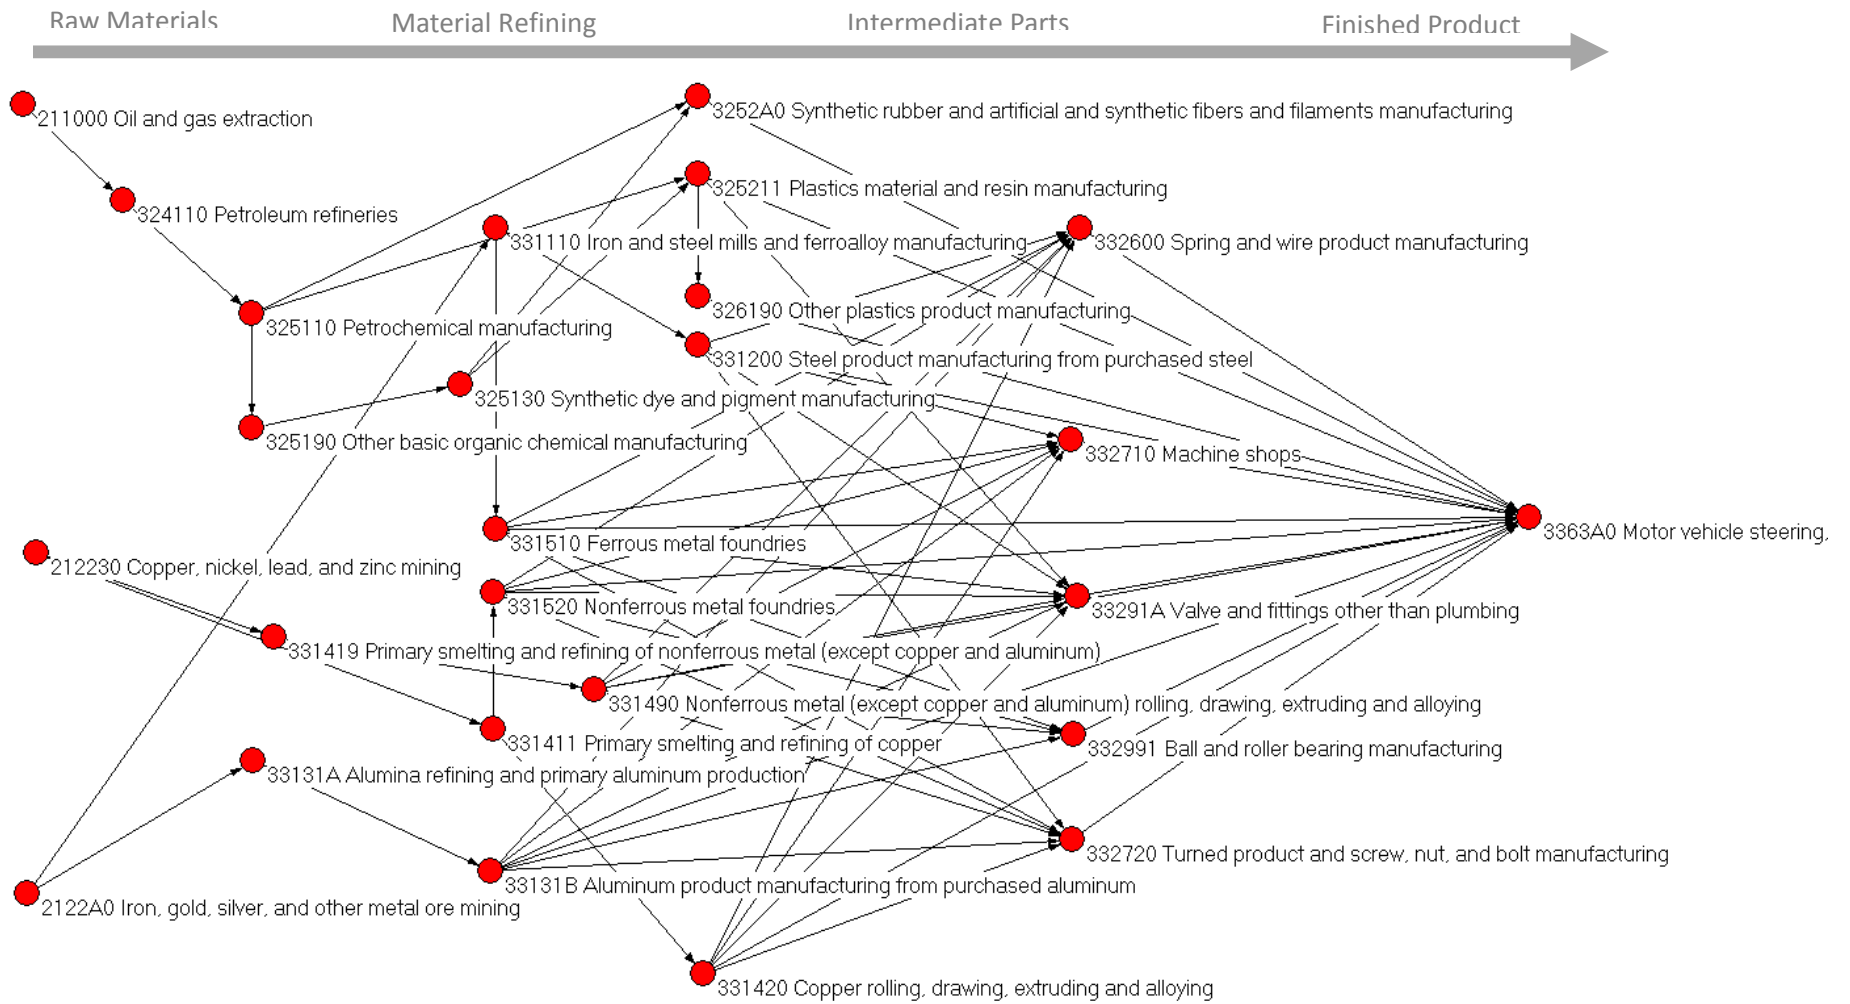 Raw Materials
Material Refining
Intermediate Parts
Finished Product
3252A0 Synthetic rubber and artificial and synthetic fibers and filaments manufacturing
211000 Oil and gas extraction
325211 Plastics material and resin manufacturing
324110 Petroleum refineries
331110 Iron and steel mills and ferroalloy manufacturing
332600 Spring and wire product manufacturing
326190 Other plastics product manufacturing
325110 Petrochemical manufacturing
331200 Steel product manufacturing from purchased steel
325130 Synthetic dye and pigment manufacturing
325190 Other basic organic chemical manufacturing
332710 Machine shops
3363A0 Motor vehicle steering,
331510 Ferrous metal foundries
212230 Copper, nickel, lead, and zinc mining
331520 Nonferrous metal foundries
33291A Valve and fittings other than plumbing
331419 Primary smelting and refining of nonferrous metal (except copper and aluminum)
331490 Nonferrous metal (except copper and aluminum) rolling, drawing, extruding and alloying
331411 Primary smelting and refining of copper
332991 Ball and roller bearing manufacturing
33131A Alumina refining and primary aluminum production
332720 Turned product and screw, nut, and bolt manufacturing
33131B Aluminum product manufacturing from purchased aluminum
2122A0 Iron, gold, silver, and other metal ore mining
331420 Copper rolling, drawing, extruding and alloying